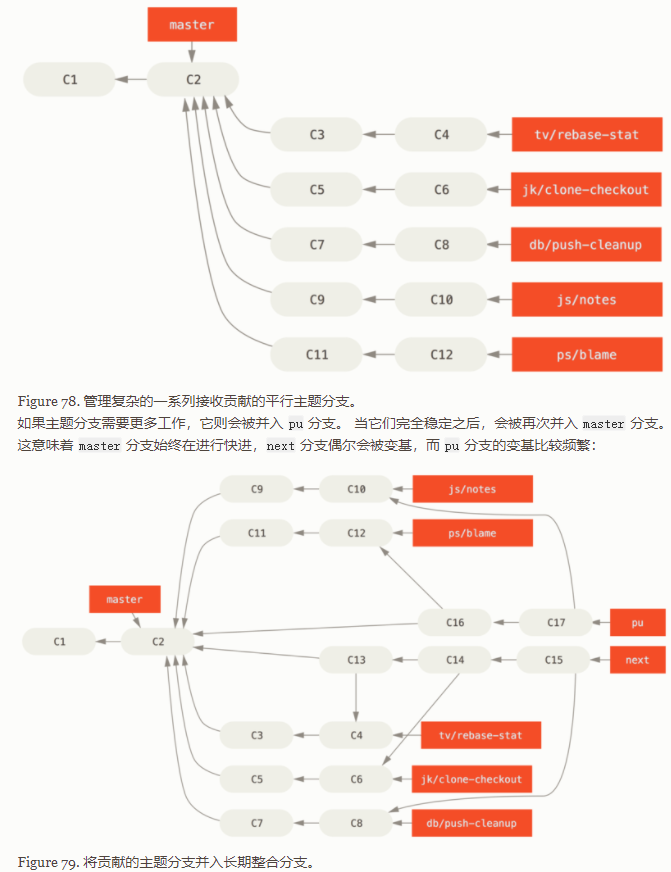 master
C1 C2
C3 C4 tv/rebase-stat
C5 C6 jk/clone-checkout
C7 C8 db/push-cleanup
C9 C10 js/notes
C11 C12 ps/blame
Figure 78. 管理复杂的一系列接收贡献的平行主题分支。
如果主题分支需要更多工作，它则会被并入 pu 分支。 当它们完全稳定之后，会被再次并入 master 分支。
这意味着 master 分支始终在进行快进，next 分支偶尔会被变基，而 pu 分支的变基比较频繁：
C9 C10 js/notes
C11 C12 ps/blame
master
C16 C17 pu
C1 C2
C13 C14 C15 next
C3 C4 tv/rebase-stat
C5 C6 jk/clone-checkout
C7 C8 db/push-cleanup
Figure 79. 将贡献的主题分支并入长期整合分支。